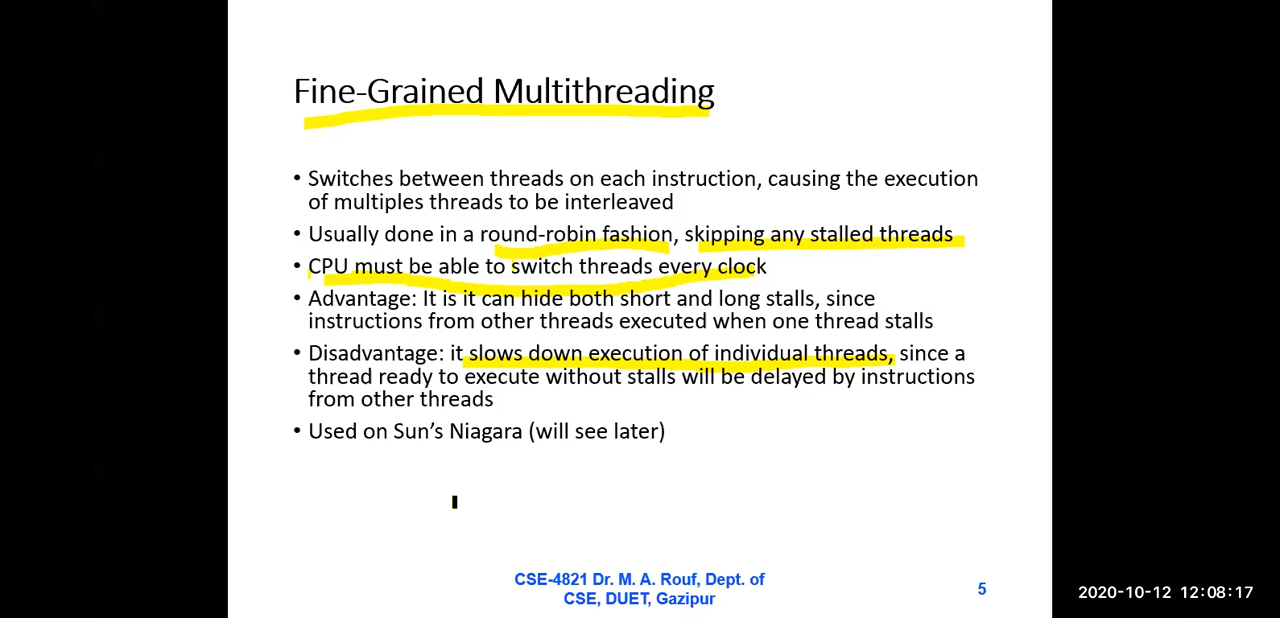 Fine-Grained Multithreading
• Switches between threads on each instruction, causing the execution
of multiples threads to be interleaved
• Usually done in a round-robin fashion, skipping any stalled threads
• CPU must be able to switch threads every clock
• Advantage: It is it can hide both short and long stalls, since
instructions from other threads executed when one thread stalls
• Disadvantage: it slows down execution of individual threads, since a
thread ready to execute without stalls will be delayed by instructions
from other threads
• Used on Sun’s Niagara (will see later)
CSE-4821 Dr. M. A. Rouf, Dept. of
CSE, DUET, Gazipur
5
2020-10-12 12:08:17